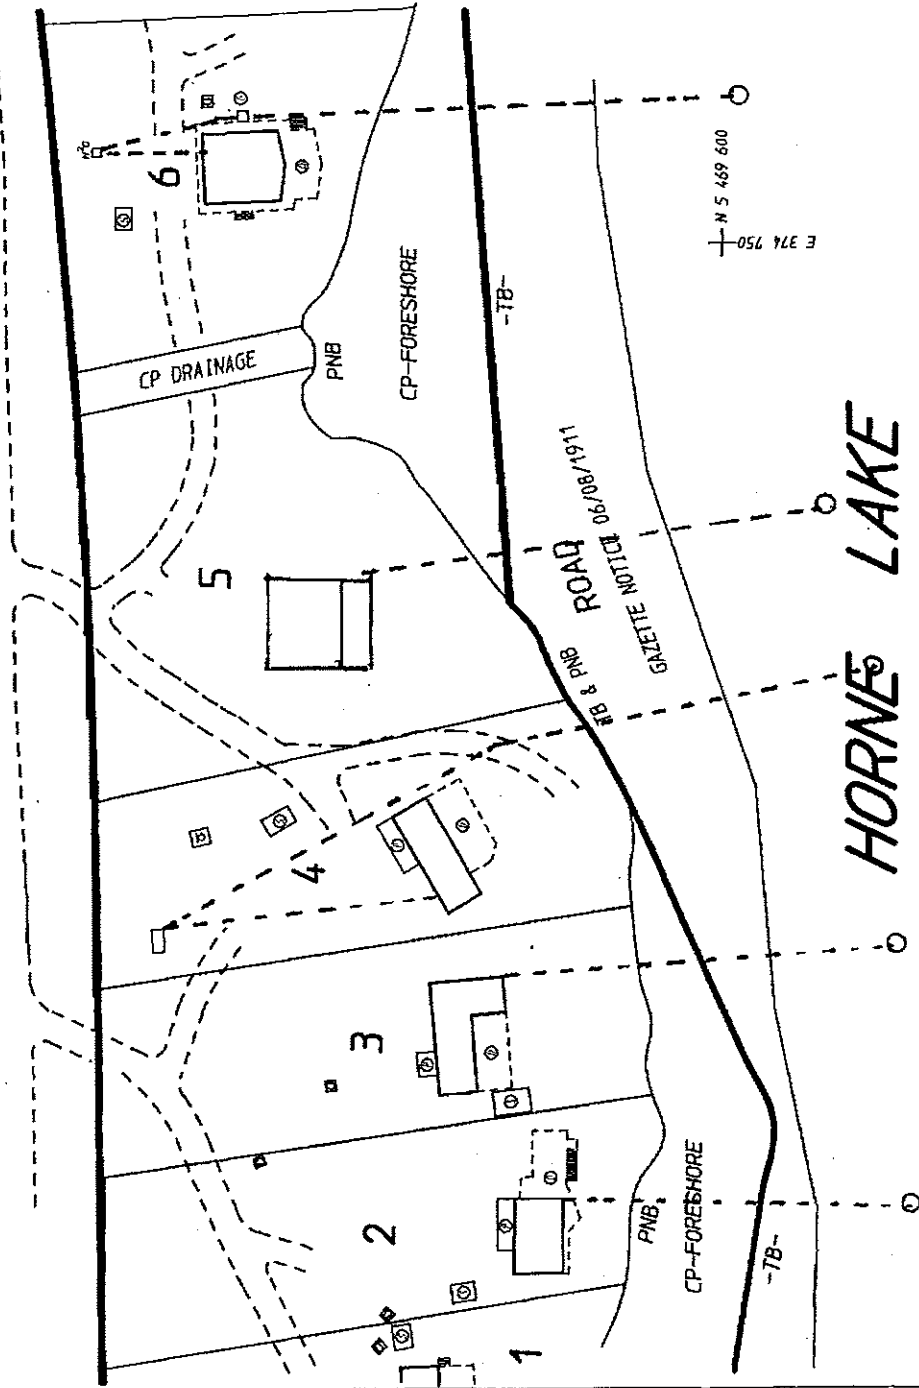 6
H2O
CP DRAINAGE
PNB
CP-FORESHORE
-TB-
N 5 469 600
E 374 750
5
ROAD
GAZETTE NOTICE 06/08/1911
TB & PNB
4
3
2
1
PNB
CP-FORESHORE
-TB-
HORNE LAKE